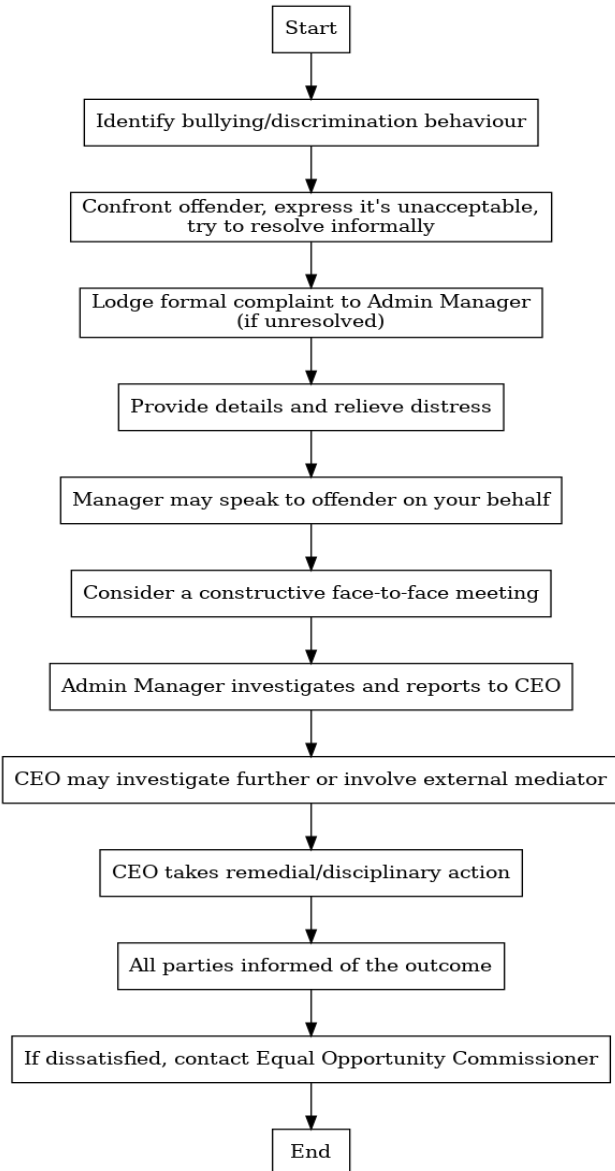 Start
Identify bullying/discrimination behaviour
Confront offender, express it's unacceptable,
try to resolve informally
Lodge formal complaint to Admin Manager
(if unresolved)
Provide details and relieve distress
Manager may speak to offender on your behalf
Consider a constructive face-to-face meeting
Admin Manager investigates and reports to CEO
CEO may investigate further or involve external mediator
CEO takes remedial/disciplinary action
All parties informed of the outcome
If dissatisfied, contact Equal Opportunity Commissioner
End